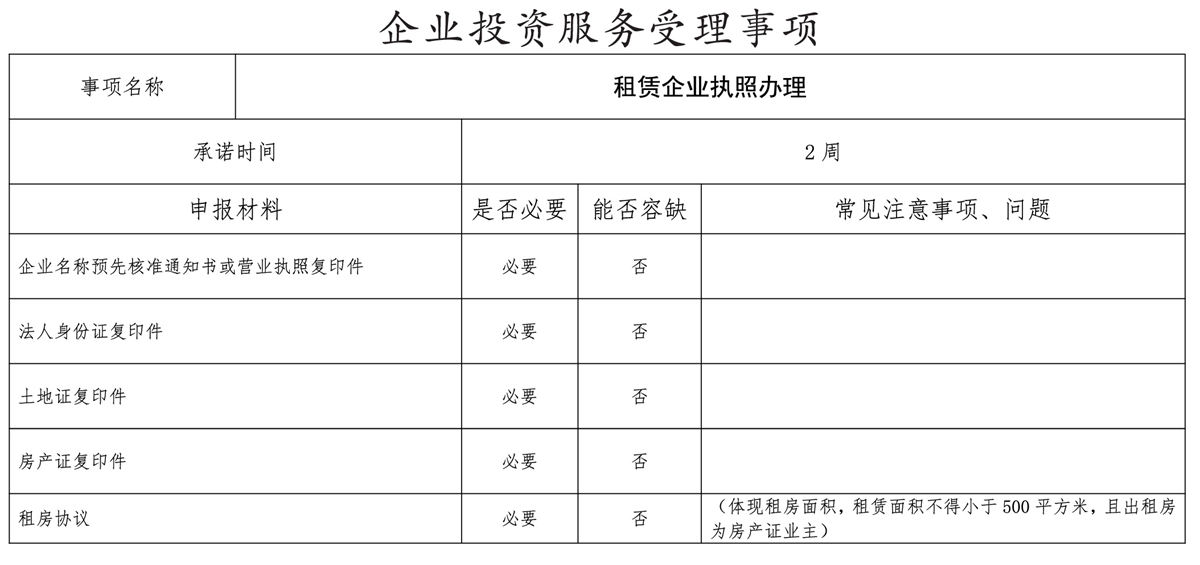 企业投资服务受理事项
事项名称 租赁企业执照办理
承诺时间 2 周
申报材料 是否必要 能否容缺 常见注意事项、问题
企业名称预先核准通知书或营业执照复印件 必要 否
法人身份证复印件 必要 否
土地证复印件 必要 否
房产证复印件 必要 否
租房协议 必要 否 （体现租房面积，租赁面积不得小于 500 平方米，且出租房
为房产证业主）